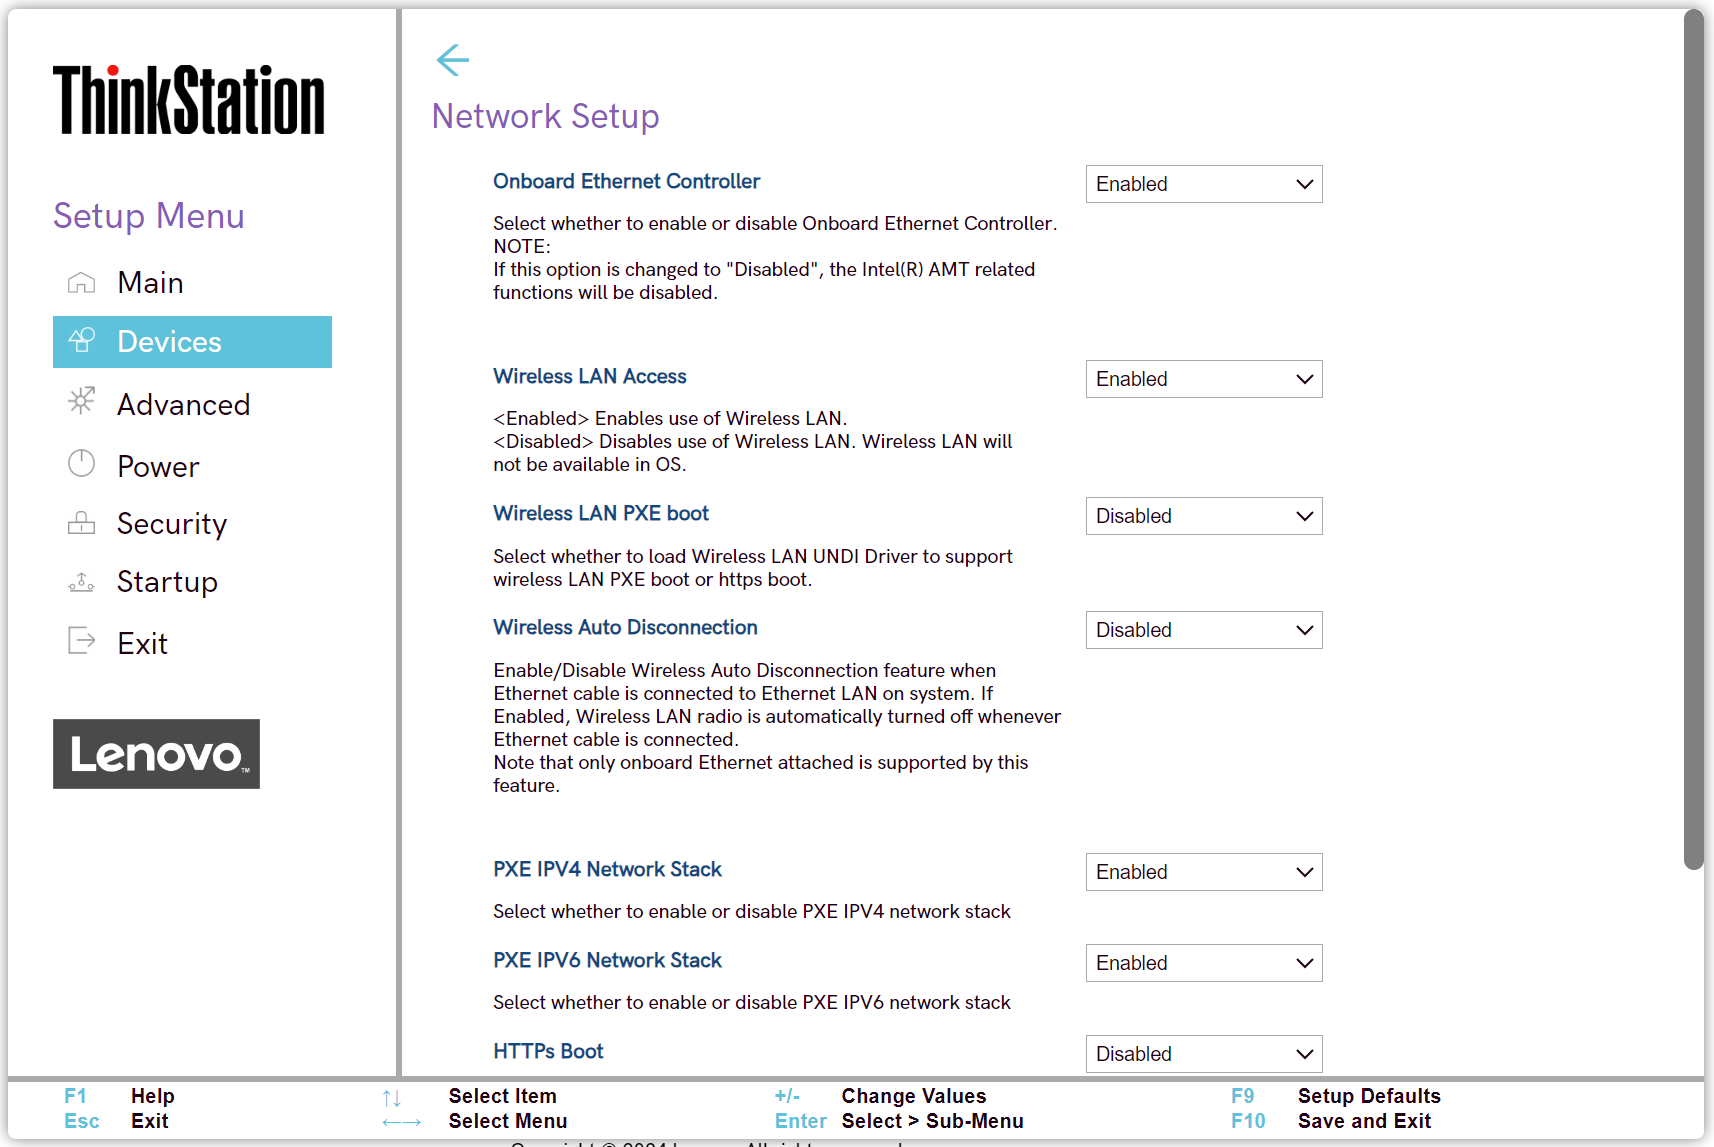 ThinkStation
Setup Menu
Main
Devices
Advanced
Power
Security
Startup
Exit
Lenovo™
Network Setup
Onboard Ethernet Controller
Enabled
Select whether to enable or disable Onboard Ethernet Controller.
NOTE:
If this option is changed to "Disabled", the Intel(R) AMT related
functions will be disabled.
Wireless LAN Access
Enabled
<Enabled> Enables use of Wireless LAN.
<Disabled> Disables use of Wireless LAN. Wireless LAN will
not be available in OS.
Wireless LAN PXE boot
Disabled
Select whether to load Wireless LAN UNDI Driver to support
wireless LAN PXE boot or https boot.
Wireless Auto Disconnection
Disabled
Enable/Disable Wireless Auto Disconnection feature when
Ethernet cable is connected to Ethernet LAN on system. If
Enabled, Wireless LAN radio is automatically turned off whenever
Ethernet cable is connected.
Note that only onboard Ethernet attached is supported by this
feature.
PXE IPV4 Network Stack
Enabled
Select whether to enable or disable PXE IPV4 network stack
PXE IPV6 Network Stack
Enabled
Select whether to enable or disable PXE IPV6 network stack
HTTPs Boot
Disabled
F1 Help ↑↓ Select Item +/- Change Values F9 Setup Defaults
Esc Exit ←→ Select Menu Enter Select > Sub-Menu F10 Save and Exit